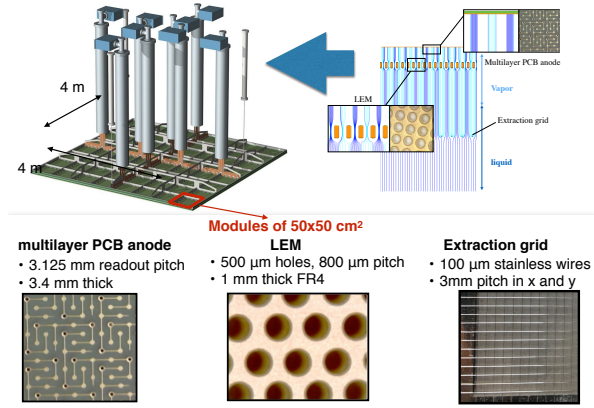 4 m
4 m
Multilayer PCB anode
Vapor
LEM
Extraction grid
liquid
Modules of 50x50 cm²
multilayer PCB anode
• 3.125 mm readout pitch
• 3.4 mm thick
LEM
• 500 µm holes, 800 µm pitch
• 1 mm thick FR4
Extraction grid
• 100 µm stainless wires
• 3mm pitch in x and y